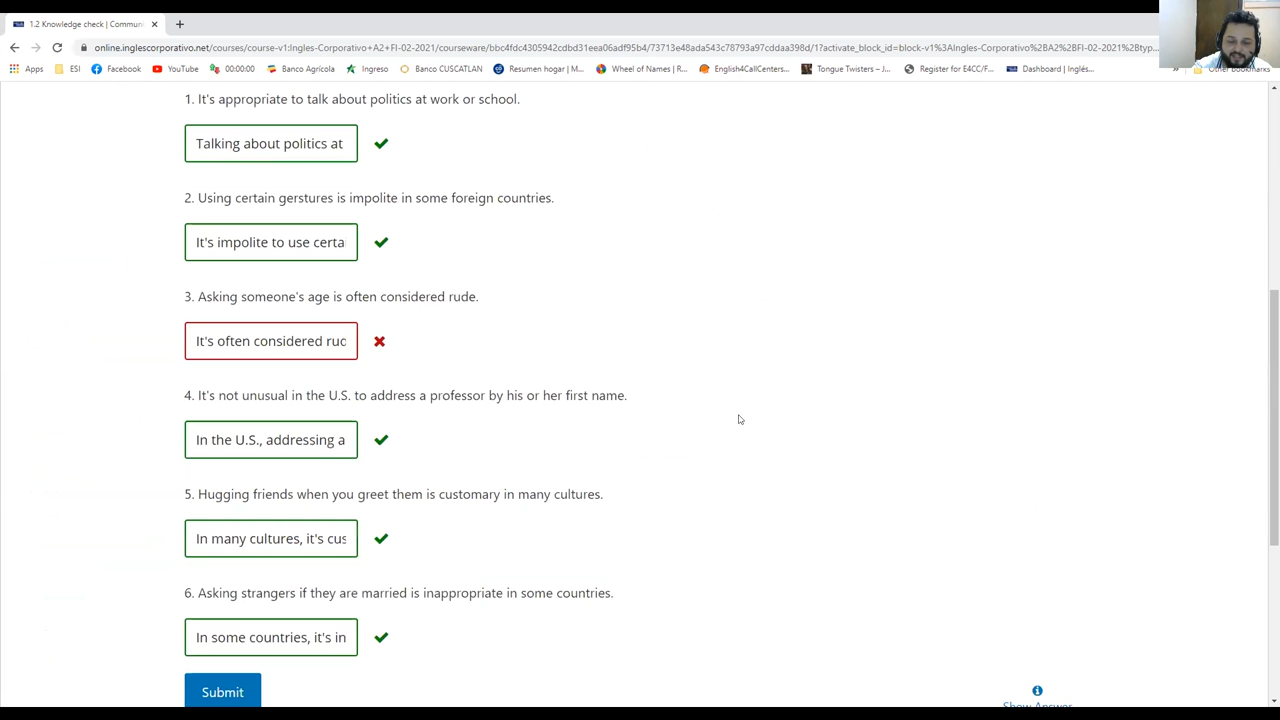 1.2 Knowledge check | Commun
online.inglescorporativo.net/courses/course-v1:Ingles-Corporativo+A2+FI-02-2021/courseware/bbc4fdc4305942cdbd31eea06adf95b4/73713e48ada543c78793a97cddaa398d/1?activate_block_id=block-v1%3AIngles-Corporativo%2BA2%2BFI-02-2021%2Btyp...
Apps ESI Facebook YouTube 00:00:00 Banco Agrícola Ingreso Banco CUSCATLAN Resumen hogar | M... Wheel of Names | R... English4CallCenters... Tongue Twisters – J... Register for E4CC/F... Dashboard | Inglés... » Other bookmarks
1. It's appropriate to talk about politics at work or school.
Talking about politics at
2. Using certain gerstures is impolite in some foreign countries.
It's impolite to use certa
3. Asking someone's age is often considered rude.
It's often considered rud
4. It's not unusual in the U.S. to address a professor by his or her first name.
In the U.S., addressing a
5. Hugging friends when you greet them is customary in many cultures.
In many cultures, it's cus
6. Asking strangers if they are married is inappropriate in some countries.
In some countries, it's in
Submit
Show Answer